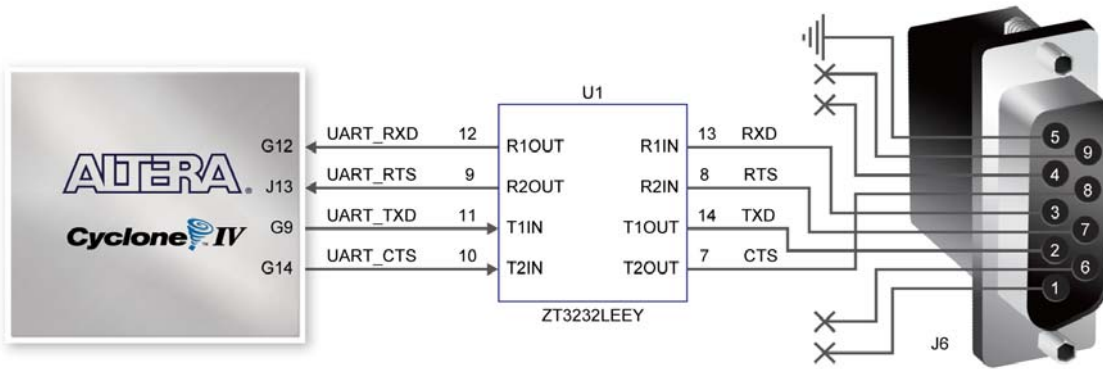 U1
G12 UART_RXD 12 R1OUT R1IN 13 RXD
J13 UART_RTS 9 R2OUT R2IN 8 RTS
G9 UART_TXD 11 T1IN T1OUT 14 TXD
G14 UART_CTS 10 T2IN T2OUT 7 CTS
ALTERA®
Cyclone™ IV
ZT3232LEEY
5
9
4
8
3
7
2
6
1
J6